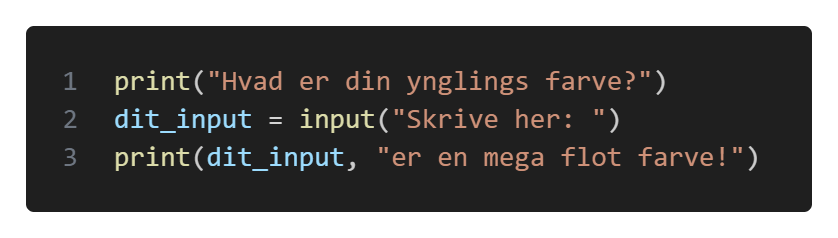 1 print("Hvad er din ynglings farve?")
2 dit_input = input("Skrive her: ")
3 print(dit_input, "er en mega flot farve!")